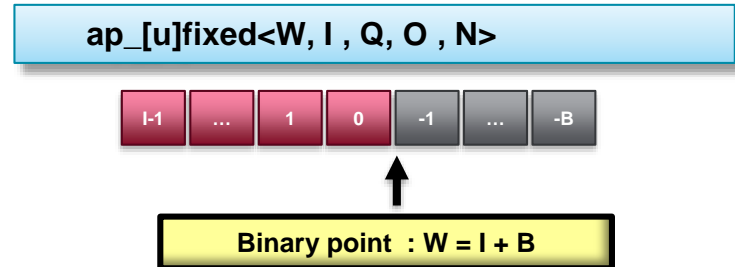 ap_[u]fixed<W, I , Q, O , N>
I-1 … 1 0 -1 … -B
Binary point : W = I + B